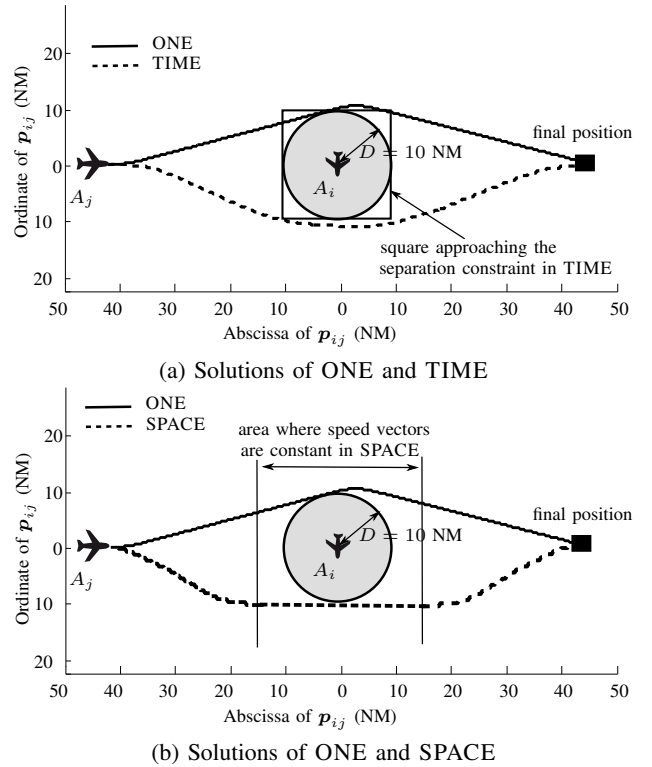 ONE
TIME
20
10
0
10
20
Ordinate of p_ij (NM)
A_j
A_i
D = 10 NM
final position
square approaching the
separation constraint in TIME
50 40 30 20 10 0 10 20 30 40 50
Abscissa of p_ij (NM)
(a) Solutions of ONE and TIME
ONE
SPACE
area where speed vectors
are constant in SPACE
20
10
0
10
20
Ordinate of p_ij (NM)
A_j
A_i
D = 10 NM
final position
50 40 30 20 10 0 10 20 30 40 50
Abscissa of p_ij (NM)
(b) Solutions of ONE and SPACE